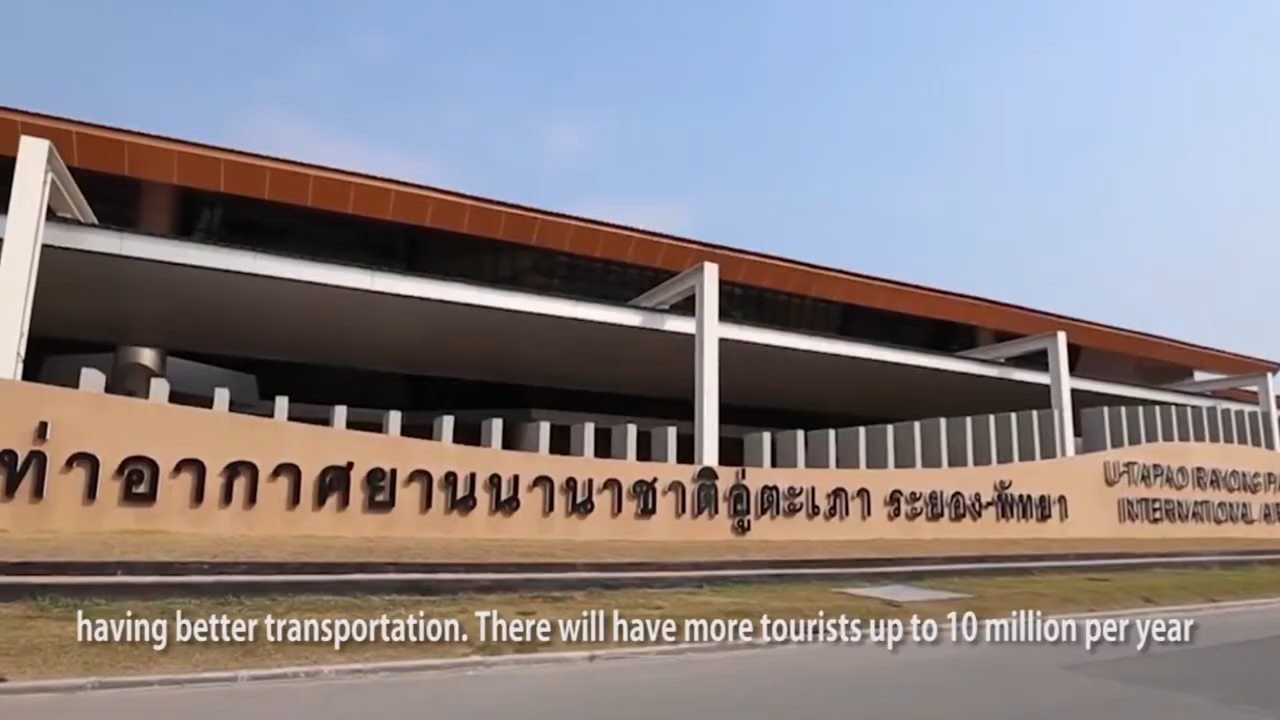 ท่าอากาศยานนานาชาติอู่ตะเภา ระยอง-พัทยา
U-TAPAO RAYONG PA
INTERNATIONAL AI
having better transportation. There will have more tourists up to 10 million per year